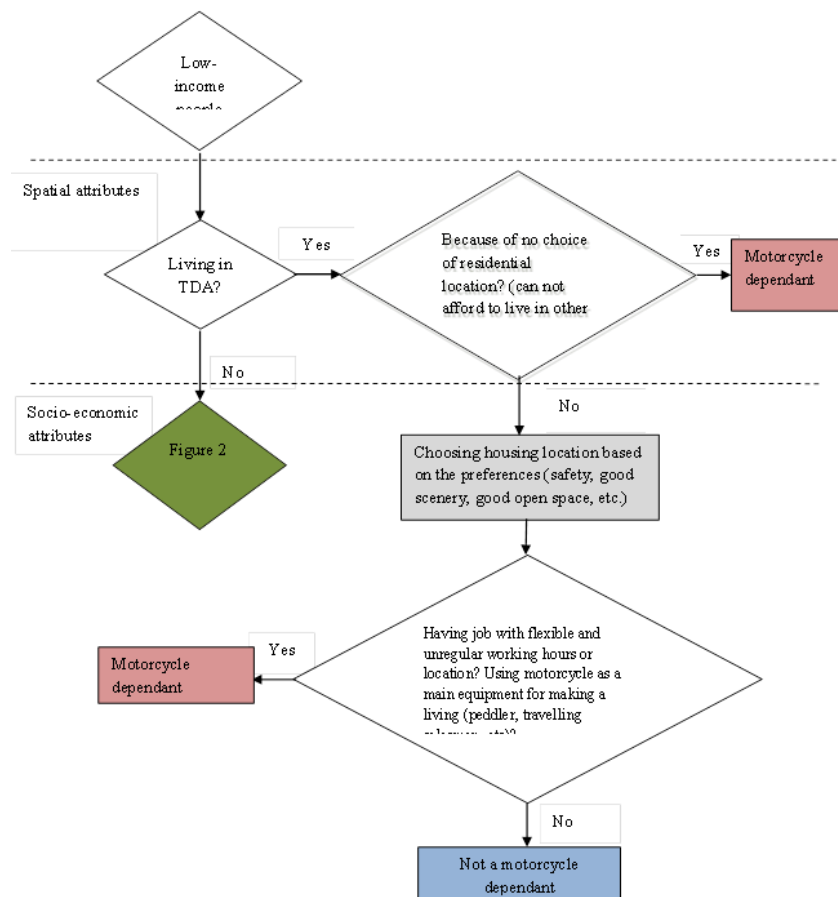 Low-
income
people
Spatial attributes
Living in
TDA?
Yes
Because of no choice
of residential
location? (can not
afford to live in other
Yes
Motorcycle
dependant
No
Socio-economic
attributes
Figure 2
No
Choosing housing location based
on the preferences (safety, good
scenery, good open space, etc.)
Having job with flexible and
unregular working hours or
location? Using motorcycle as a
main equipment for making a
living (peddler, travelling
Yes
Motorcycle
dependant
No
Not a motorcycle
dependant